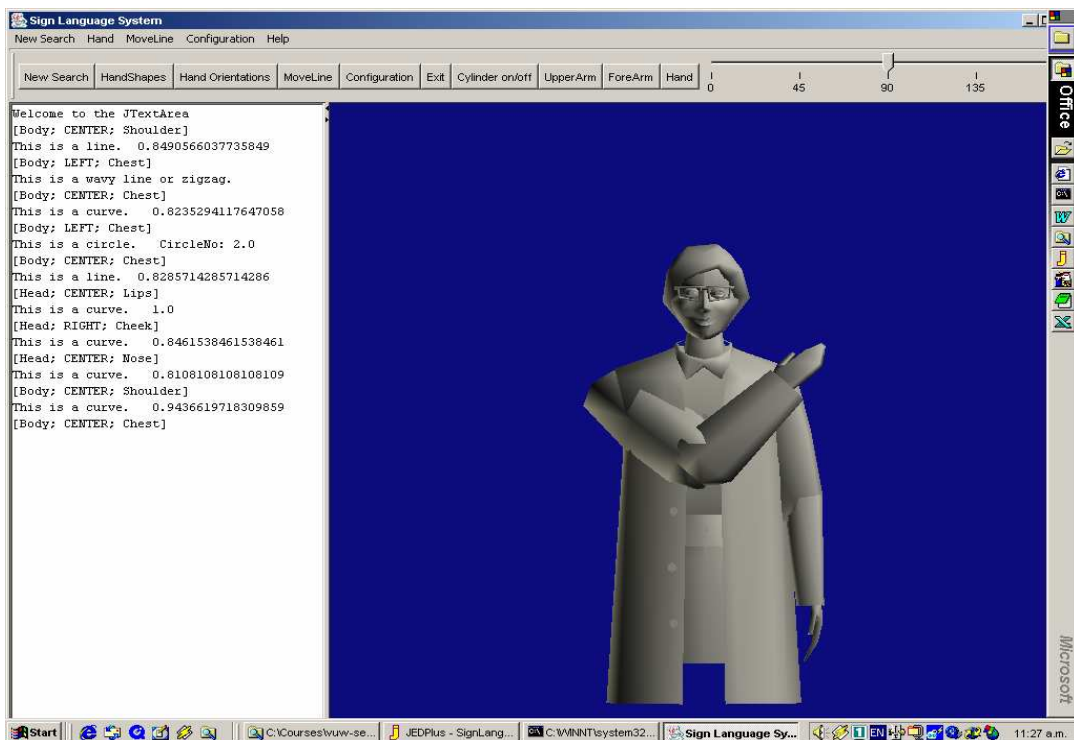 Sign Language System
New Search Hand MoveLine Configuration Help
New Search HandShapes Hand Orientations MoveLine Configuration Exit Cylinder on/off UpperArm ForeArm Hand
0 45 90 135
Welcome to the JTextArea
[Body; CENTER; Shoulder]
This is a line. 0.8490566037735849
[Body; LEFT; Chest]
This is a wavy line or zigzag.
[Body; CENTER; Chest]
This is a curve. 0.8235294117647058
[Body; LEFT; Chest]
This is a circle. CircleNo: 2.0
[Body; CENTER; Chest]
This is a line. 0.8285714285714286
[Head; CENTER; Lips]
This is a curve. 1.0
[Head; RIGHT; Cheek]
This is a curve. 0.8461538461538461
[Head; CENTER; Nose]
This is a curve. 0.8108108108108109
[Body; CENTER; Shoulder]
This is a curve. 0.9436619718309859
[Body; CENTER; Chest]
Office
Microsoft
Start C:\Courses\vuw-se... JEDPlus - SignLang... C:\WINNT\system32... Sign Language Sy... EN 11:27 a.m.